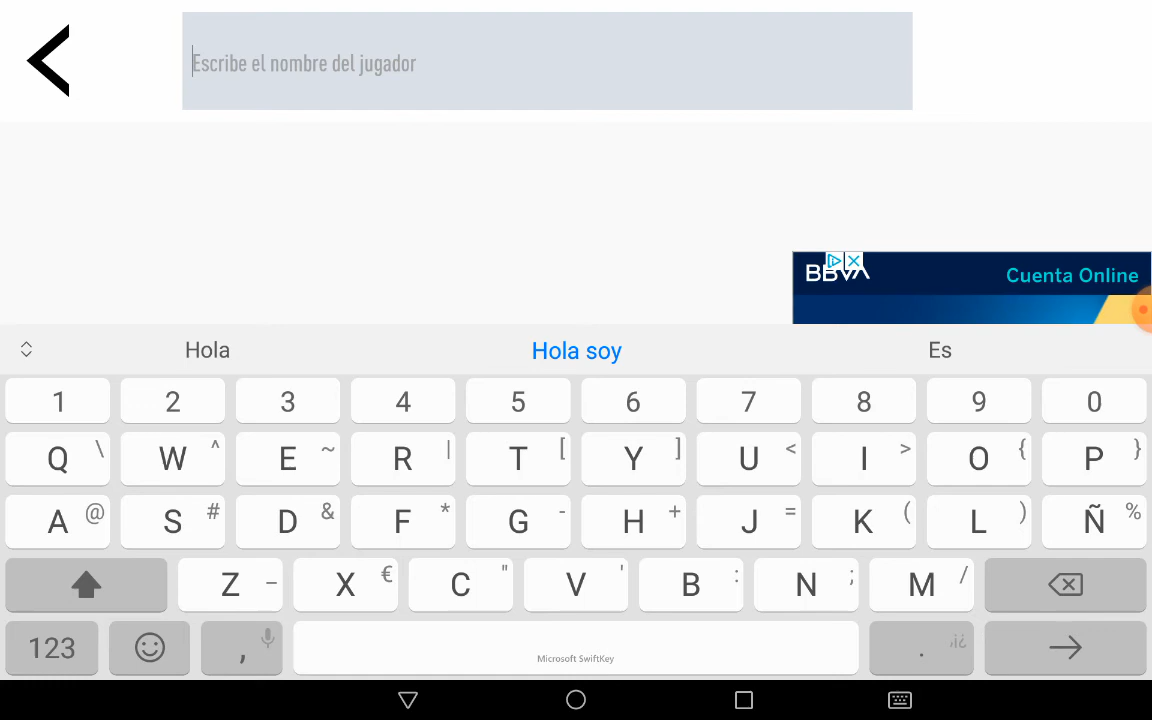 Escribe el nombre del jugador
BBVA
Cuenta Online
Hola Hola soy Es
1 2 3 4 5 6 7 8 9 0
Q \ W ^ E ~ R | T [ Y ] U < I > O { P }
A @ S # D & F * G - H + J = K ( L ) Ñ %
Z _ X € C " V ' B : N ; M /
123 , . ,!¿
Microsoft SwiftKey